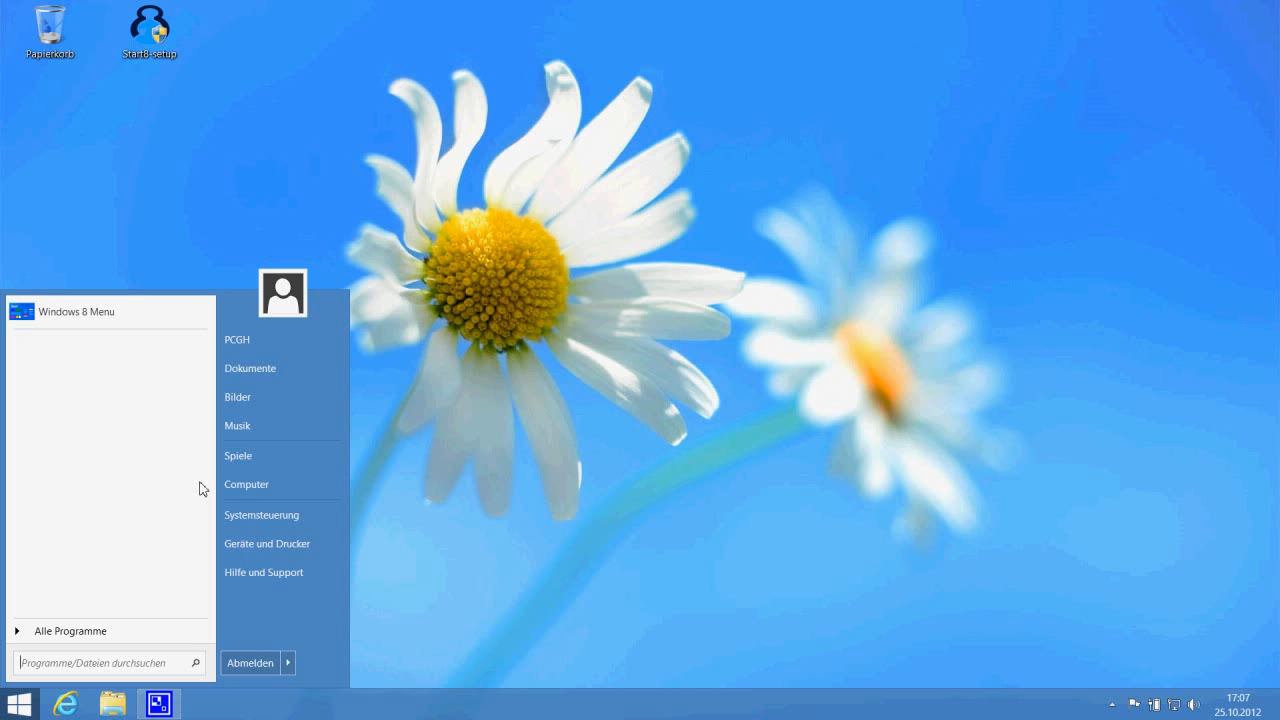 Papierkorb
Start8-setup
Windows 8 Menu
PCGH
Dokumente
Bilder
Musik
Spiele
Computer
Systemsteuerung
Geräte und Drucker
Hilfe und Support
Alle Programme
Programme/Dateien durchsuchen
Abmelden
17:07
25.10.2012